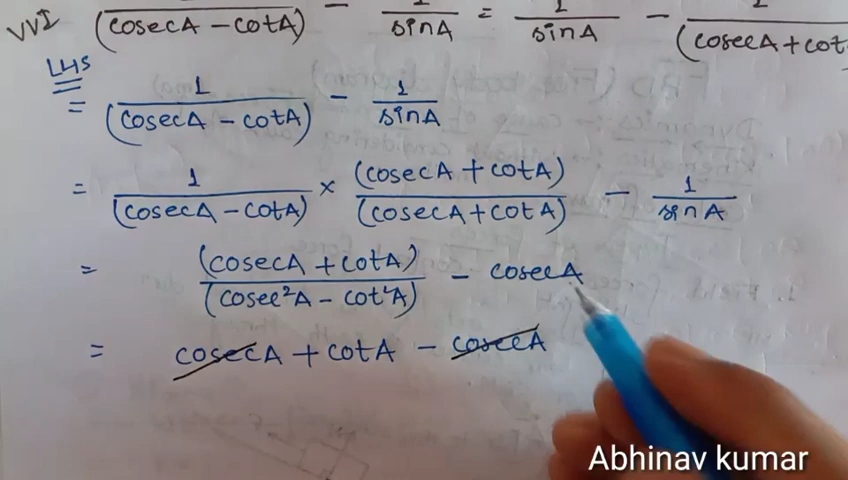 VVI 1/(cosecA - cotA) - 1/sinA = 1/sinA - 1/(cosecA + cot
LHS
= 1/(cosecA - cotA) - 1/sinA
= 1/(cosecA - cotA) × (cosecA + cotA)/(cosecA + cotA) - 1/sinA
= (cosecA + cotA)/(cosec²A - cot²A) - cosecA
= cosecA + cotA - cosecA
Abhinav kumar